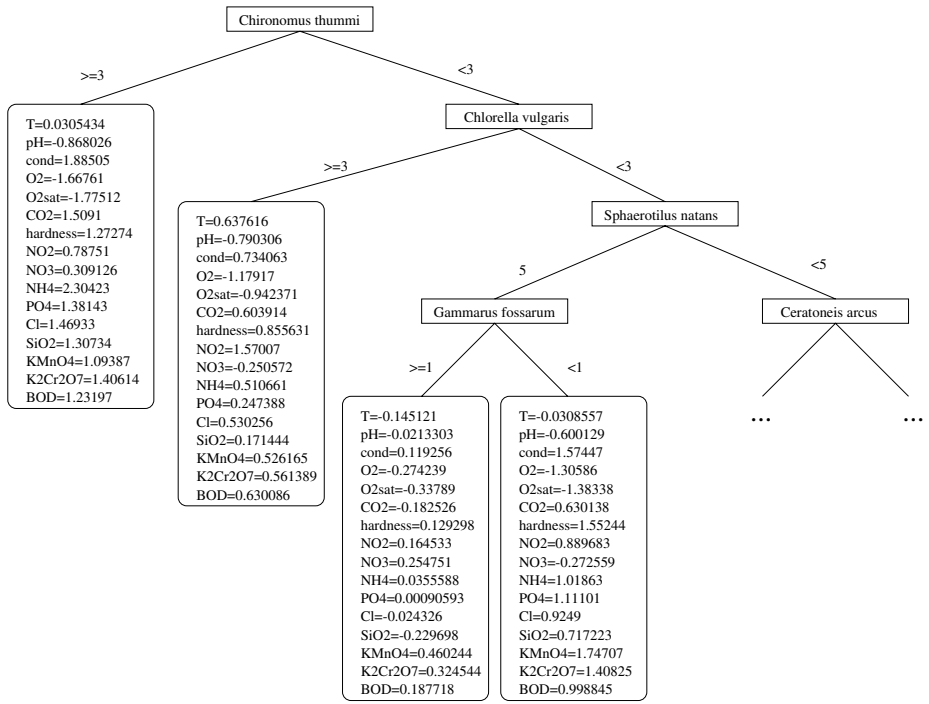 Chironomus thummi
>=3
<3
T=0.0305434
pH=-0.868026
cond=1.88505
O2=-1.66761
O2sat=-1.77512
CO2=1.5091
hardness=1.27274
NO2=0.78751
NO3=0.309126
NH4=2.30423
PO4=1.38143
Cl=1.46933
SiO2=1.30734
KMnO4=1.09387
K2Cr2O7=1.40614
BOD=1.23197
Chlorella vulgaris
>=3
<3
T=0.637616
pH=-0.790306
cond=0.734063
O2=-1.17917
O2sat=-0.942371
CO2=0.603914
hardness=0.855631
NO2=1.57007
NO3=-0.250572
NH4=0.510661
PO4=0.247388
Cl=0.530256
SiO2=0.171444
KMnO4=0.526165
K2Cr2O7=0.561389
BOD=0.630086
Sphaerotilus natans
5
<5
Gammarus fossarum
>=1
<1
T=-0.145121
pH=-0.0213303
cond=0.119256
O2=-0.274239
O2sat=-0.33789
CO2=-0.182526
hardness=0.129298
NO2=0.164533
NO3=0.254751
NH4=0.0355588
PO4=0.00090593
Cl=-0.024326
SiO2=-0.229698
KMnO4=0.460244
K2Cr2O7=0.324544
BOD=0.187718
T=-0.0308557
pH=-0.600129
cond=1.57447
O2=-1.30586
O2sat=-1.38338
CO2=0.630138
hardness=1.55244
NO2=0.889683
NO3=-0.272559
NH4=1.01863
PO4=1.11101
Cl=0.9249
SiO2=0.717223
KMnO4=1.74707
K2Cr2O7=1.40825
BOD=0.998845
Ceratoneis arcus
...
...